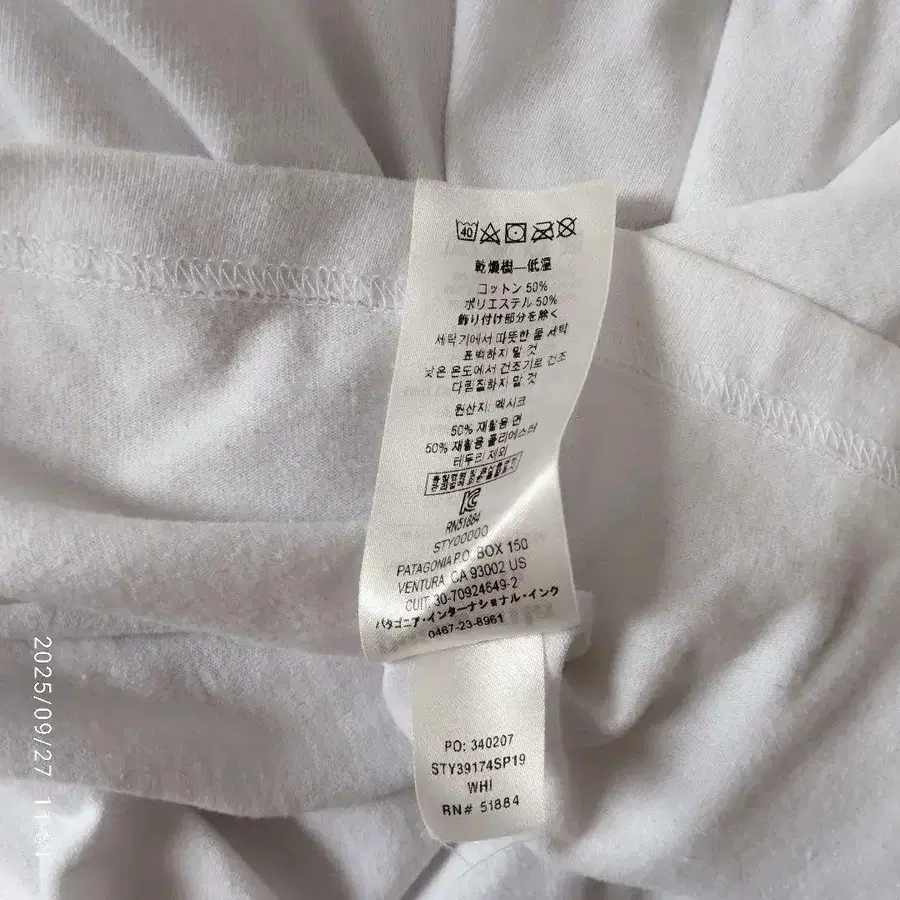 40
乾燥機—低温
コットン 50%
ポリエステル 50%
飾り付け部分を除く
세탁기에서 따뜻한 물 세탁
표백하지 말 것
낮은 온도에서 건조기로 건조
다림질하지 말 것
원산지: 멕시코
50% 재활용 면
50% 재활용 폴리에스터
테두리 제외
RN51884
STY00000
PATAGONIA P.O. BOX 150
VENTURA, CA 93002 US
CUIT: 30-70924649-2
パタゴニア・インターナショナル・インク
0467-23-8961
PO: 340207
STY39174SP19
WHI
RN# 51884
2025/09/27 11:31